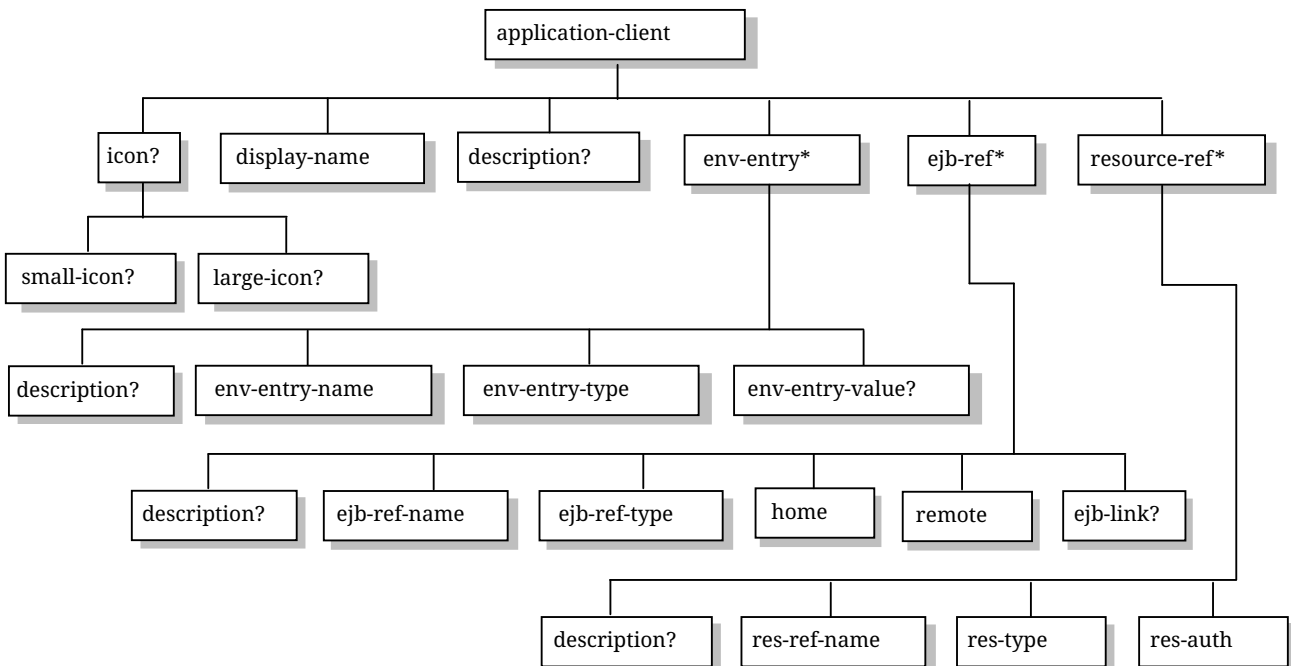 application-client
icon?
display-name
description?
env-entry*
ejb-ref*
resource-ref*
small-icon?
large-icon?
description?
env-entry-name
env-entry-type
env-entry-value?
description?
ejb-ref-name
ejb-ref-type
home
remote
ejb-link?
description?
res-ref-name
res-type
res-auth